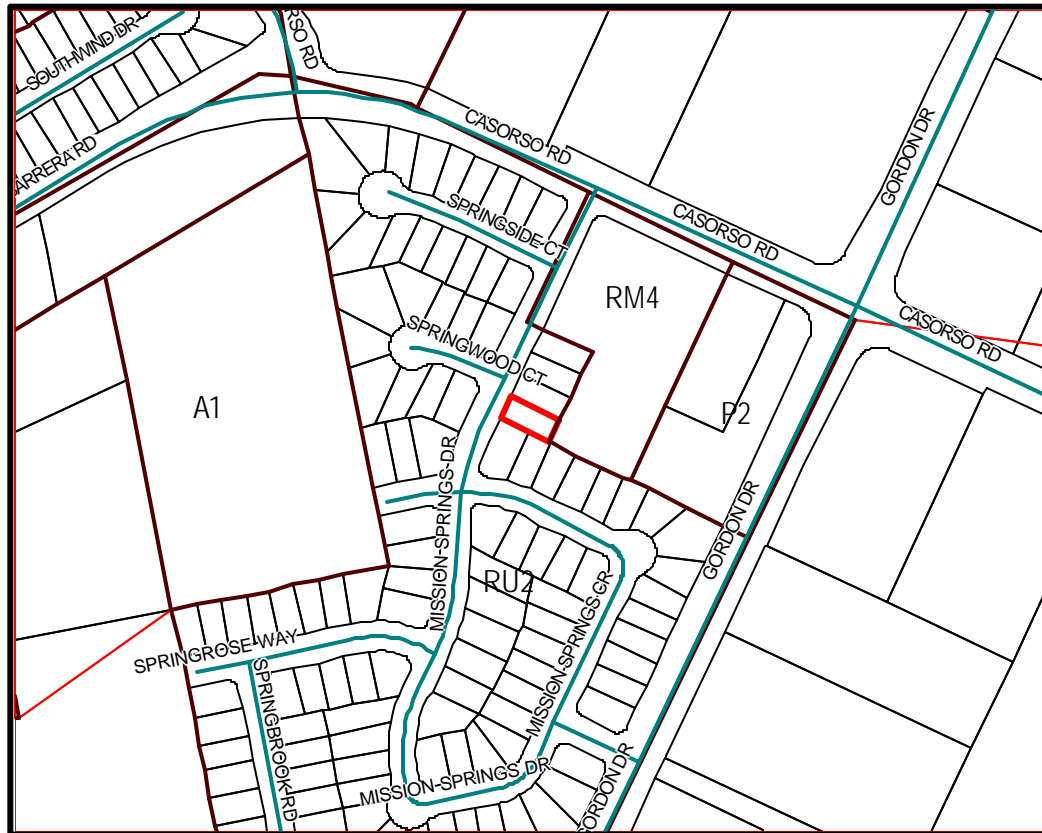 SOUTHWIND DR
RSO RD
CASORSO RD
GORDON DR
ARRERA RD
SPRINGSIDE CT
CASORSO RD
RM4
CASORSO RD
SPRINGWOOD CT
A1
P2
MISSION-SPRINGS-DR
GORDON DR
RU2
MISSION-SPRINGS-CR
SPRINGROSE WAY
SPRINGBROOK-RD
MISSION-SPRINGS DR
GORDON DR